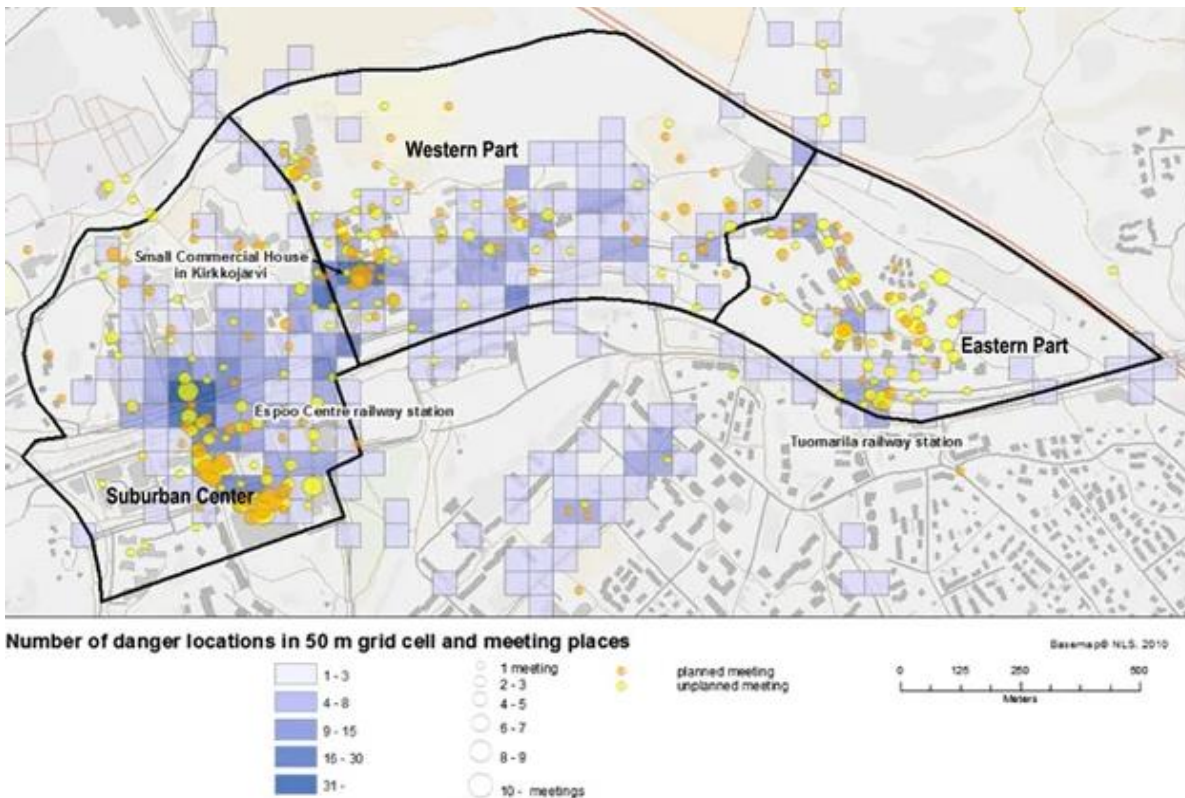 Western Part
Small Commercial House
in Kirkkojarvi
Eastern Part
Espoo Centre railway station
Tuomarila railway station
Suburban Center
Number of danger locations in 50 m grid cell and meeting places
Basemap© NLS, 2010
1 - 3
4 - 8
9 - 15
16 - 30
31 -
1 meeting
2 - 3
4 - 5
6 - 7
8 - 9
10 - meetings
planned meeting
unplanned meeting
0 125 250 500
Meters